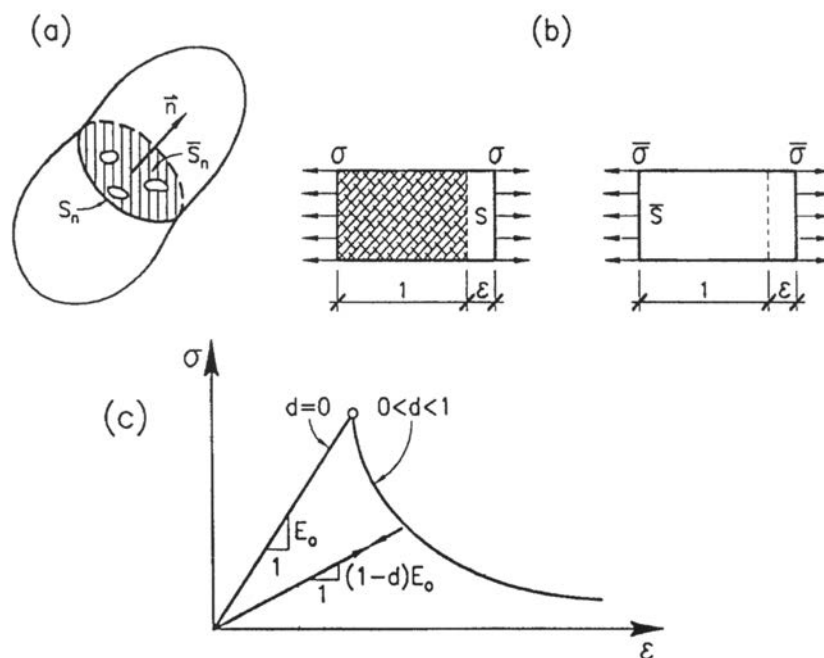 (a)
n⃗
S̅ₙ
Sₙ
(b)
σ σ
S
1 ε
σ̅ σ̅
S̅
1 ε
(c)
σ
d=0
0<d<1
E₀
1
(1-d)E₀
1
ε